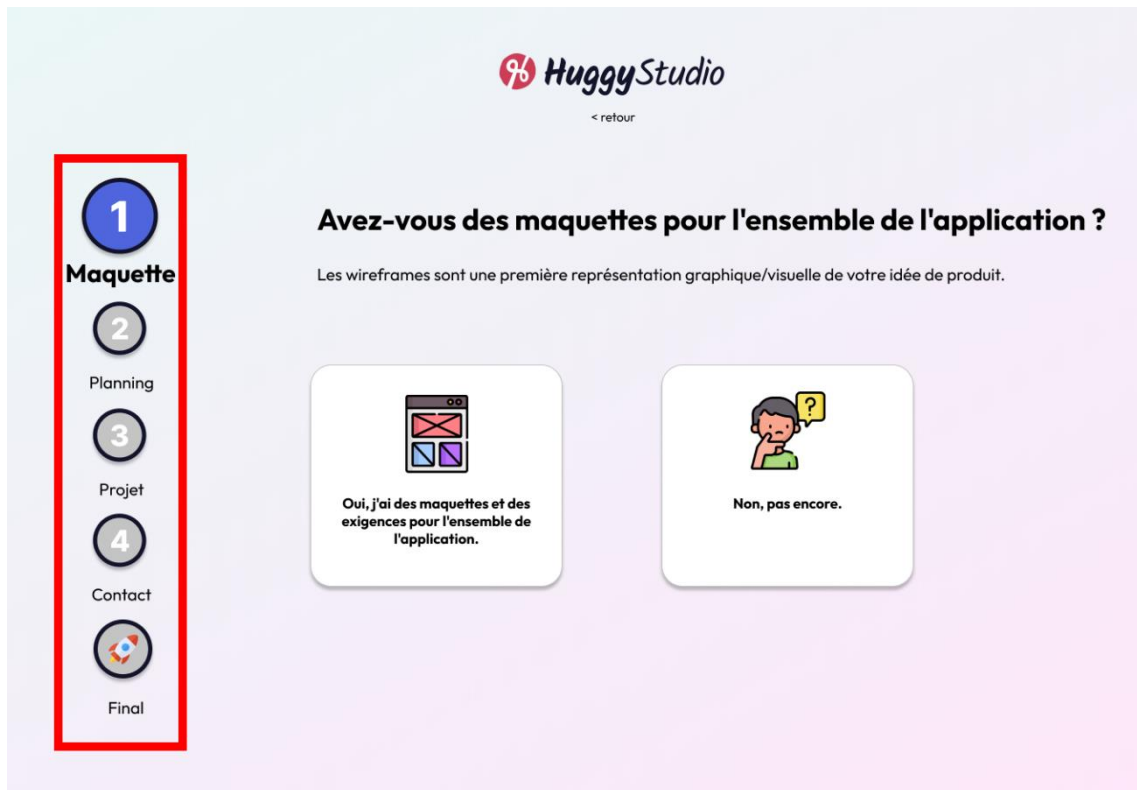 HuggyStudio
< retour
1
Maquette
2
Planning
3
Projet
4
Contact
Final
Avez-vous des maquettes pour l'ensemble de l'application ?
Les wireframes sont une première représentation graphique/visuelle de votre idée de produit.
Oui, j'ai des maquettes et des
exigences pour l'ensemble de
l'application.
?
Non, pas encore.